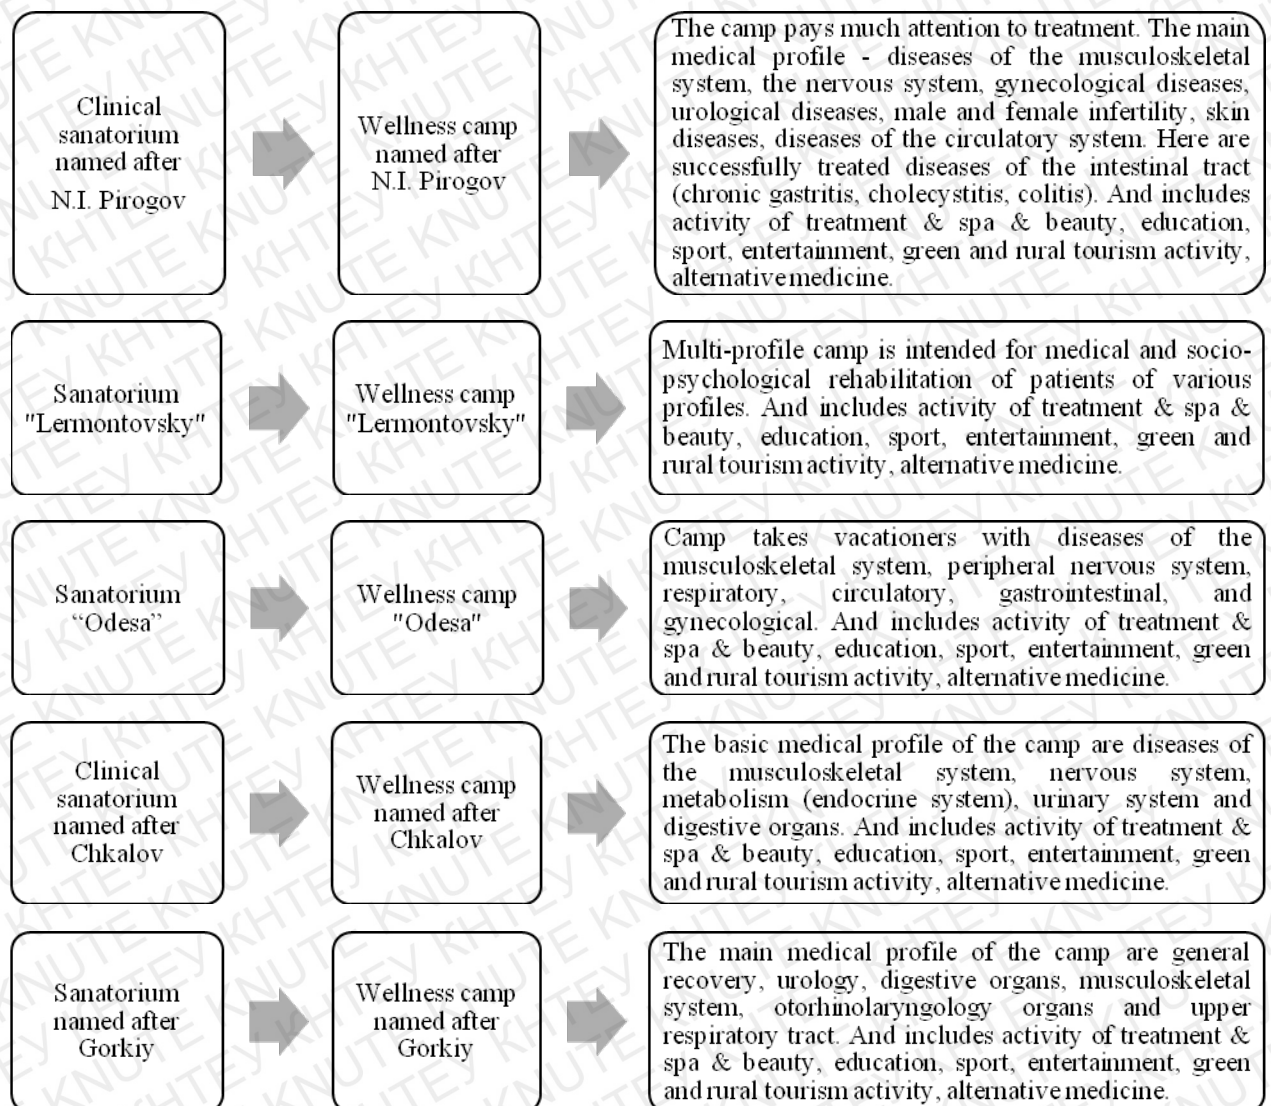 Clinical
sanatorium
named after
N.I. Pirogov
Wellness camp
named after
N.I. Pirogov
The camp pays much attention to treatment. The main
medical profile - diseases of the musculoskeletal
system, the nervous system, gynecological diseases,
urological diseases, male and female infertility, skin
diseases, diseases of the circulatory system. Here are
successfully treated diseases of the intestinal tract
(chronic gastritis, cholecystitis, colitis). And includes
activity of treatment & spa & beauty, education,
sport, entertainment, green and rural tourism activity,
alternative medicine.
Sanatorium
"Lermontovsky"
Wellness camp
"Lermontovsky"
Multi-profile camp is intended for medical and socio-
psychological rehabilitation of patients of various
profiles. And includes activity of treatment & spa &
beauty, education, sport, entertainment, green and
rural tourism activity, alternative medicine.
Sanatorium
“Odesa”
Wellness camp
"Odesa"
Camp takes vacationers with diseases of the
musculoskeletal system, peripheral nervous system,
respiratory, circulatory, gastrointestinal, and
gynecological. And includes activity of treatment &
spa & beauty, education, sport, entertainment, green
and rural tourism activity, alternative medicine.
Clinical
sanatorium
named after
Chkalov
Wellness camp
named after
Chkalov
The basic medical profile of the camp are diseases of
the musculoskeletal system, nervous system,
metabolism (endocrine system), urinary system and
digestive organs. And includes activity of treatment &
spa & beauty, education, sport, entertainment, green
and rural tourism activity, alternative medicine.
Sanatorium
named after
Gorkiy
Wellness camp
named after
Gorkiy
The main medical profile of the camp are general
recovery, urology, digestive organs, musculoskeletal
system, otorhinolaryngology organs and upper
respiratory tract. And includes activity of treatment &
spa & beauty, education, sport, entertainment, green
and rural tourism activity, alternative medicine.